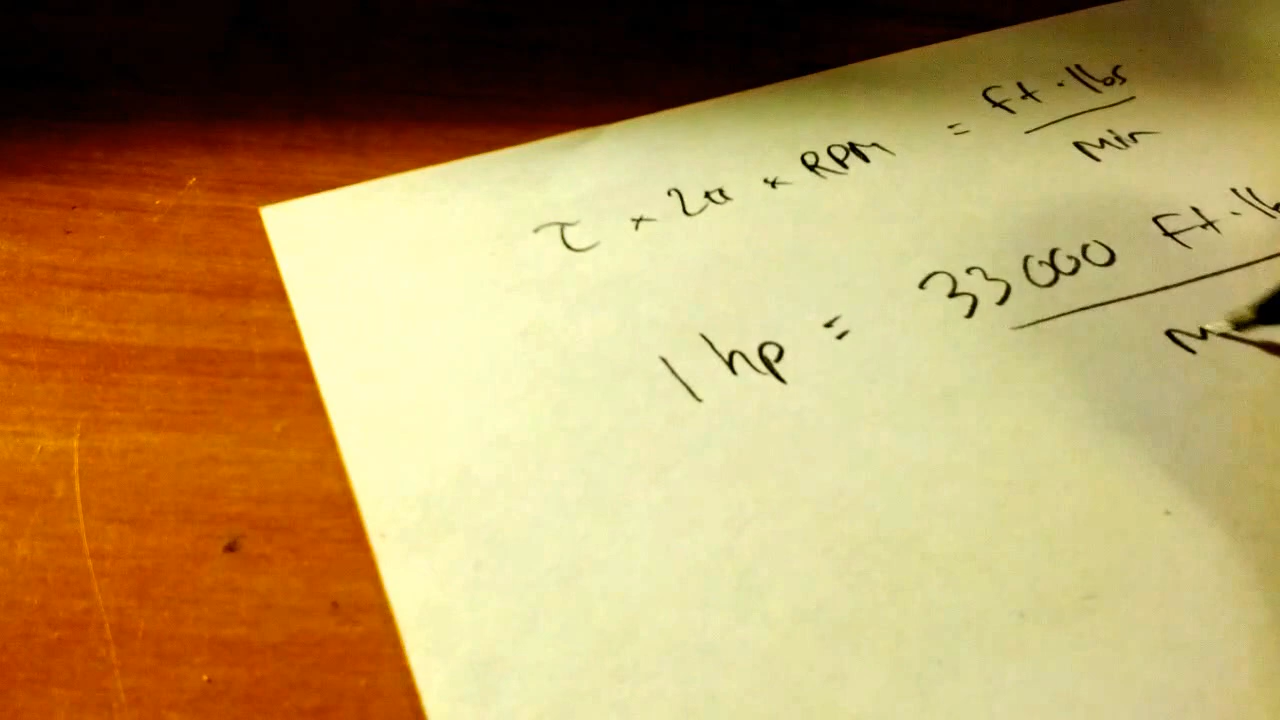 τ × 2π × RPM = ft·lbs / Min
1 hp = 33000 ft·lb / M